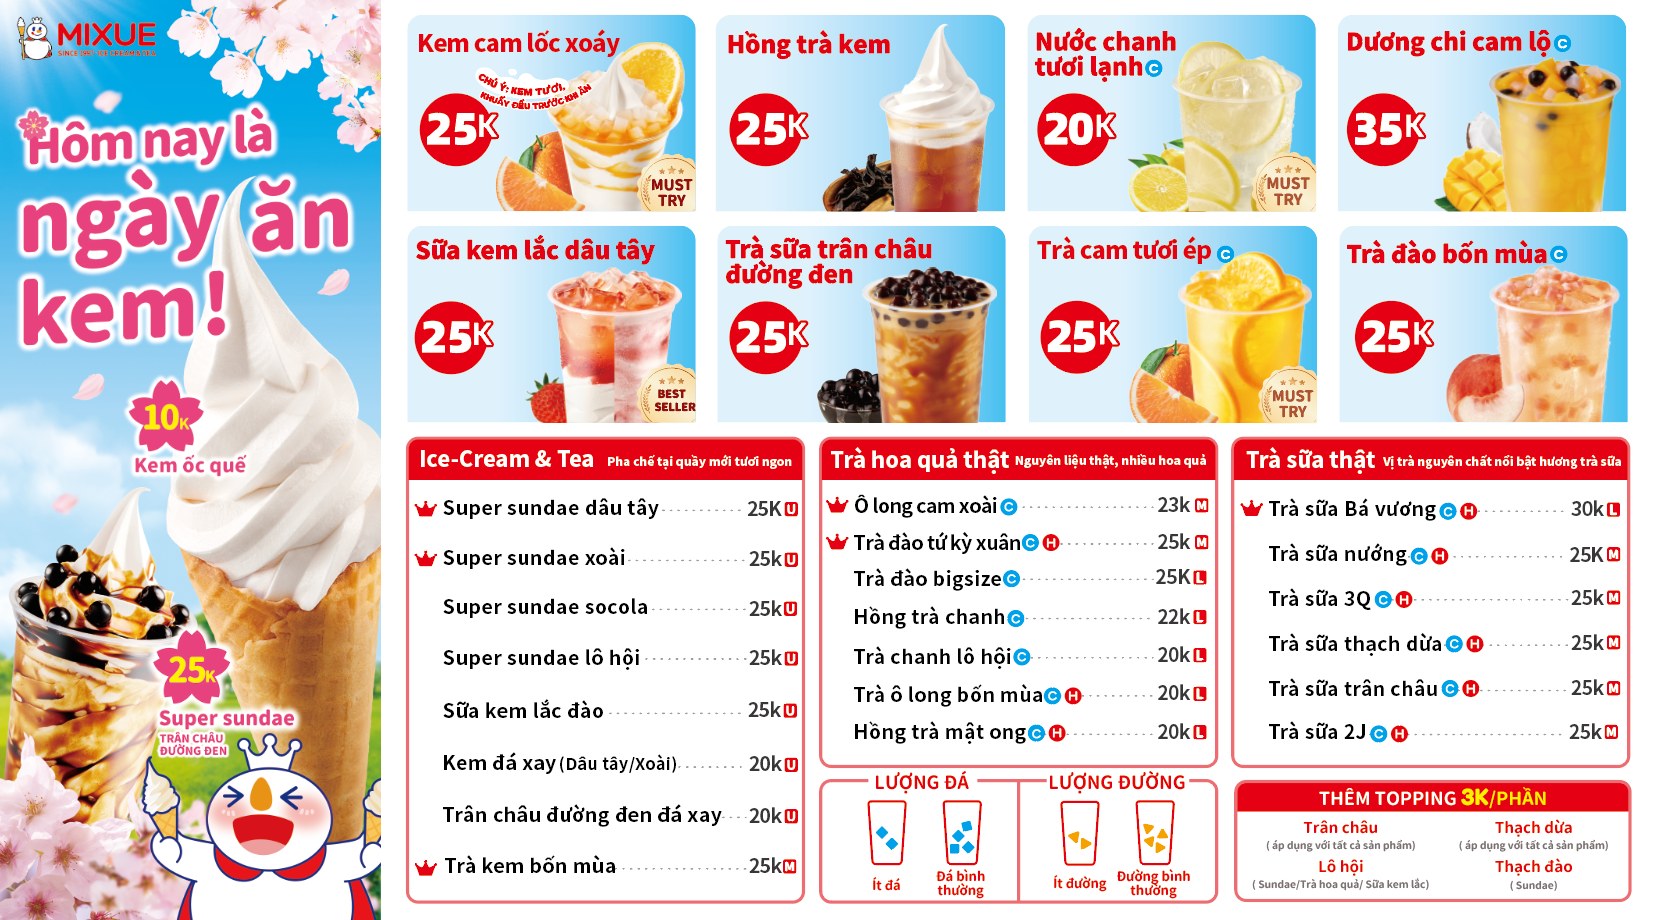 MIXUE
SINCE 1997 ICE CREAM & TEA
Hôm nay là
ngày ăn
kem!
10K
Kem ốc quế
25K
Super sundae
TRÂN CHÂU
ĐƯỜNG ĐEN
Kem cam lốc xoáy
CHÚ Ý: KEM TƯƠI,
KHUẤY ĐỀU TRƯỚC KHI ĂN
25K
MUST
TRY
Hồng trà kem
25K
Nước chanh
tươi lạnh C
20K
MUST
TRY
Dương chi cam lộ C
35K
Sữa kem lắc dâu tây
25K
BEST
SELLER
Trà sữa trân châu
đường đen
25K
Trà cam tươi ép C
25K
MUST
TRY
Trà đào bốn mùa C
25K
Ice-Cream & Tea Pha chế tại quầy mới tươi ngon
Super sundae dâu tây 25K U
Super sundae xoài 25k U
Super sundae socola 25k U
Super sundae lô hội 25k U
Sữa kem lắc đào 25k U
Kem đá xay (Dâu tây/Xoài) 20k U
Trân châu đường đen đá xay 20k U
Trà kem bốn mùa 25k M
Trà hoa quả thật Nguyên liệu thật, nhiều hoa quả
Ô long cam xoài C 23k M
Trà đào tứ kỳ xuân C H 25k M
Trà đào bigsize C 25K L
Hồng trà chanh C 22k L
Trà chanh lô hội C 20k L
Trà ô long bốn mùa C H 20k L
Hồng trà mật ong C H 20k L
Trà sữa thật Vị trà nguyên chất nổi bật hương trà sữa
Trà sữa Bá vương C H 30k L
Trà sữa nướng C H 25K M
Trà sữa 3Q C H 25k M
Trà sữa thạch dừa C H 25k M
Trà sữa trân châu C H 25k M
Trà sữa 2J C H 25k M
LƯỢNG ĐÁ
Ít đá
Đá bình
thường
LƯỢNG ĐƯỜNG
Ít đường
Đường bình
thường
THÊM TOPPING 3K/PHẦN
Trân châu
( áp dụng với tất cả sản phẩm)
Thạch dừa
( áp dụng với tất cả sản phẩm)
Lô hội
( Sundae/Trà hoa quả/ Sữa kem lắc)
Thạch đào
( Sundae)